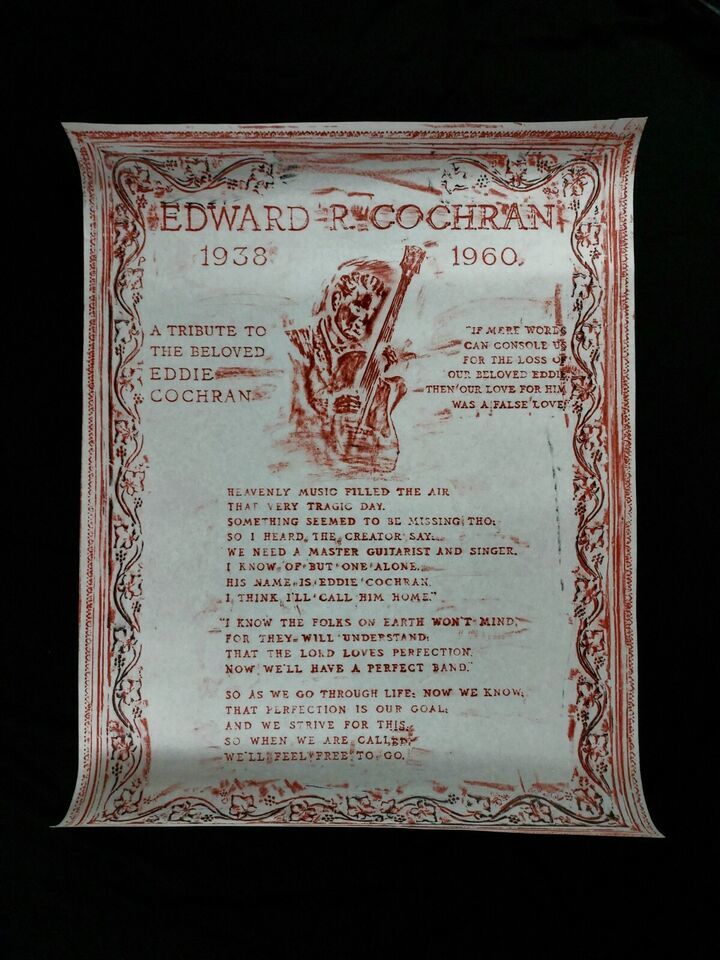 EDWARD R. COCHRAN
1938
1960
A TRIBUTE TO
THE BELOVED
EDDIE
COCHRAN
"IF MERE WORDS
CAN CONSOLE US
FOR THE LOSS OF
OUR BELOVED EDDIE
THEN OUR LOVE FOR HIM
WAS A FALSE LOVE"
HEAVENLY MUSIC FILLED THE AIR
THAT VERY TRAGIC DAY.
SOMETHING SEEMED TO BE MISSING THO;
SO I HEARD THE CREATOR SAY...
WE NEED A MASTER GUITARIST AND SINGER.
I KNOW OF BUT ONE ALONE.
HIS NAME IS EDDIE COCHRAN.
I THINK I'LL CALL HIM HOME."
"I KNOW THE FOLKS ON EARTH WON'T MIND,
FOR THEY WILL UNDERSTAND;
THAT THE LORD LOVES PERFECTION,
NOW WE'LL HAVE A PERFECT BAND."
SO AS WE GO THROUGH LIFE; NOW WE KNOW;
THAT PERFECTION IS OUR GOAL;
AND WE STRIVE FOR THIS,
SO WHEN WE ARE CALLED,
WE'LL FEEL FREE TO GO.